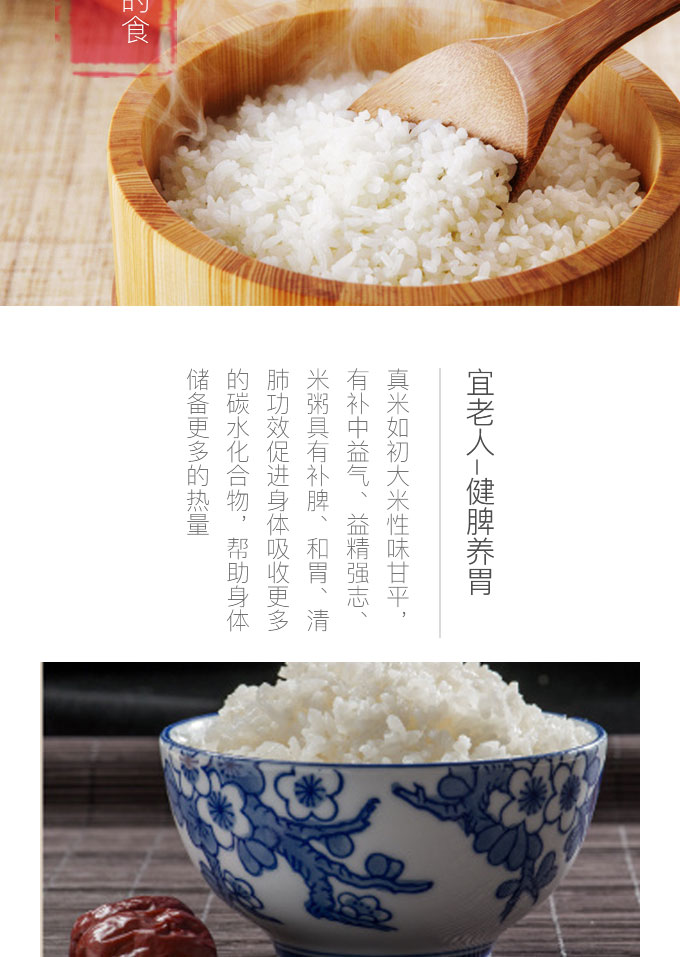 的食
宜老人-健脾养胃
真米如初大米性味甘平，
有补中益气、益精强志、
米粥具有补脾、和胃、清
肺功效促进身体吸收更多
的碳水化合物，帮助身体
储备更多的热量